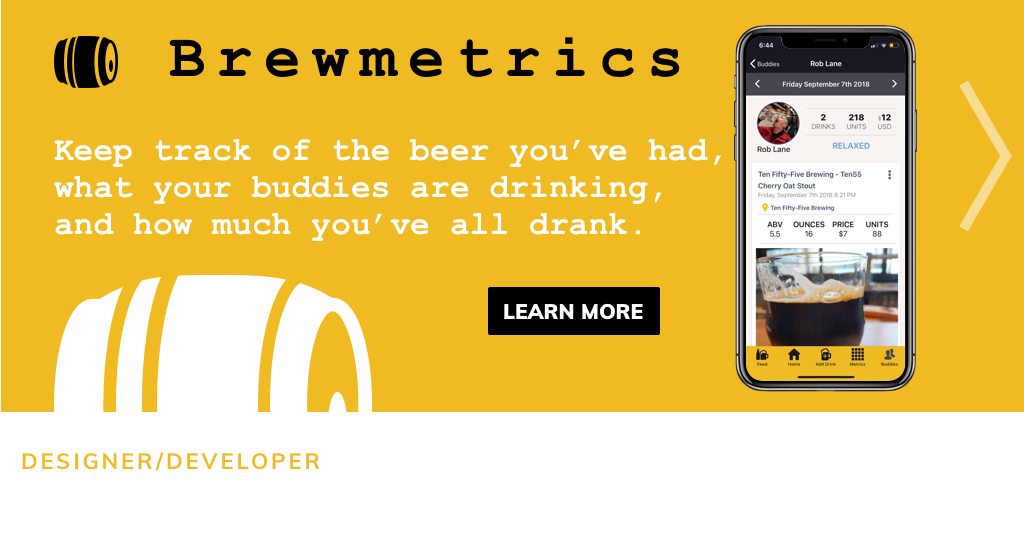 Brewmetrics
Keep track of the beer you’ve had,
what your buddies are drinking,
and how much you’ve all drank.
LEARN MORE
6:44
Buddies Rob Lane
Friday September 7th 2018
2 218 $12
DRINKS UNITS USD
Rob Lane
RELAXED
Ten Fifty-Five Brewing - Ten55
Cherry Oat Stout
Friday, September 7th 2018 8:21 PM
Ten Fifty-Five Brewing
ABV OUNCES PRICE UNITS
5.5 16 $7 88
Feed Home Add Drink Metrics Buddies
DESIGNER/DEVELOPER